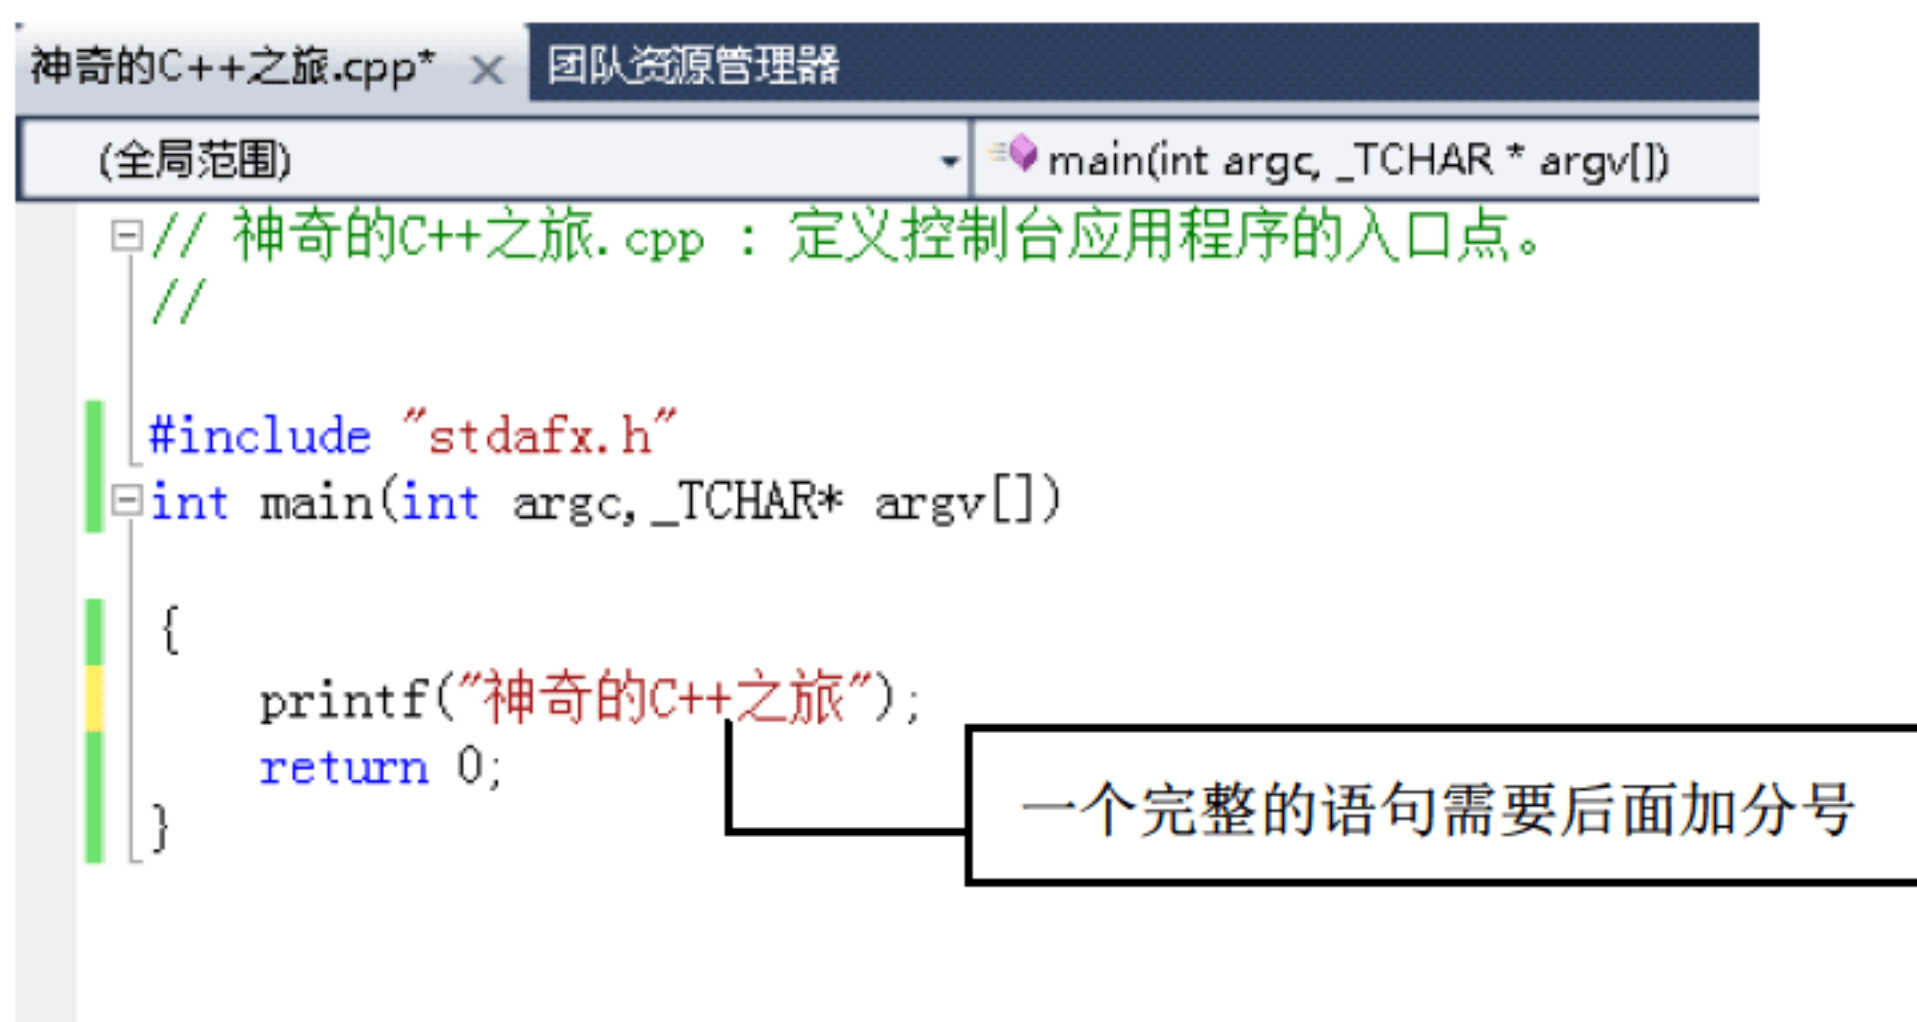 神奇的C++之旅.cpp* × 团队资源管理器
(全局范围) main(int argc, _TCHAR * argv[])
// 神奇的C++之旅.cpp : 定义控制台应用程序的入口点。
//
#include "stdafx.h"
int main(int argc,_TCHAR* argv[])
{
printf("神奇的C++之旅");
return 0;
}
一个完整的语句需要后面加分号